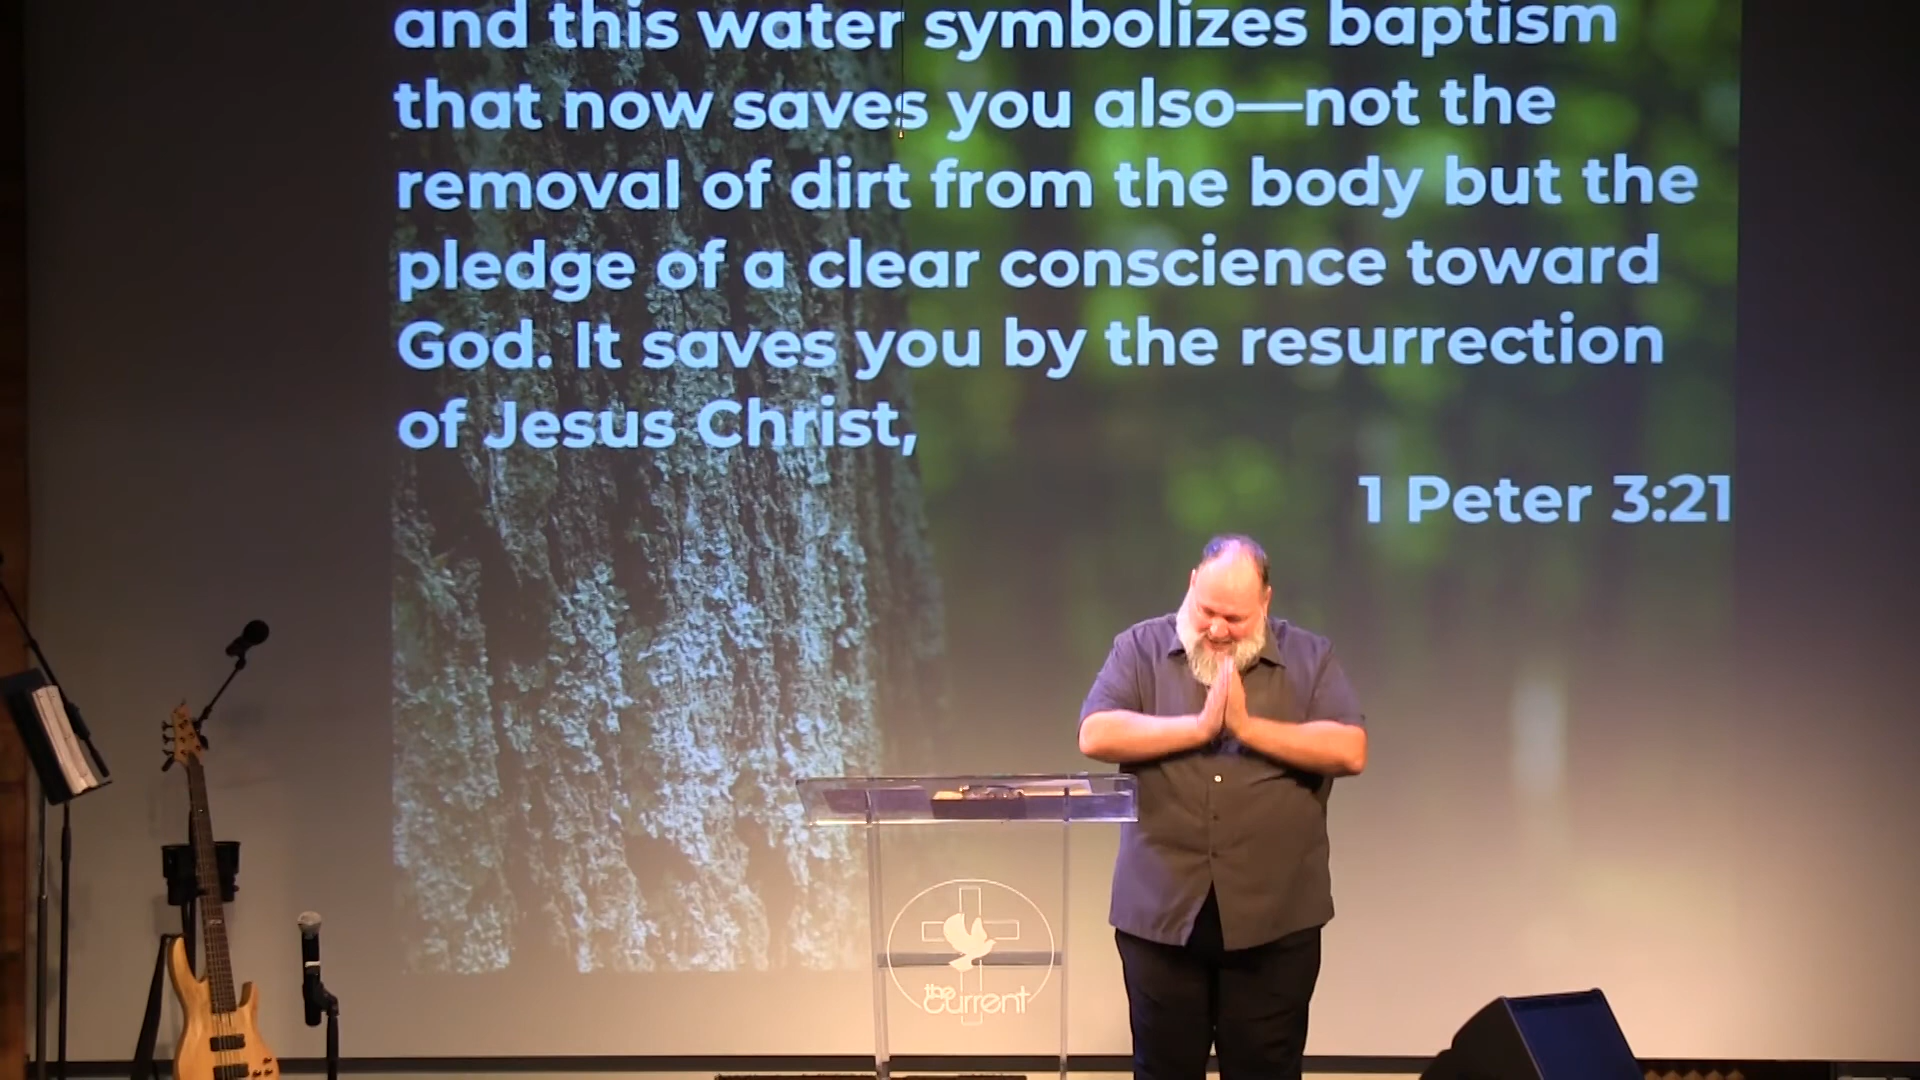 and this water symbolizes baptism
that now saves you also—not the
removal of dirt from the body but the
pledge of a clear conscience toward
God. It saves you by the resurrection
of Jesus Christ,
1 Peter 3:21
the
current